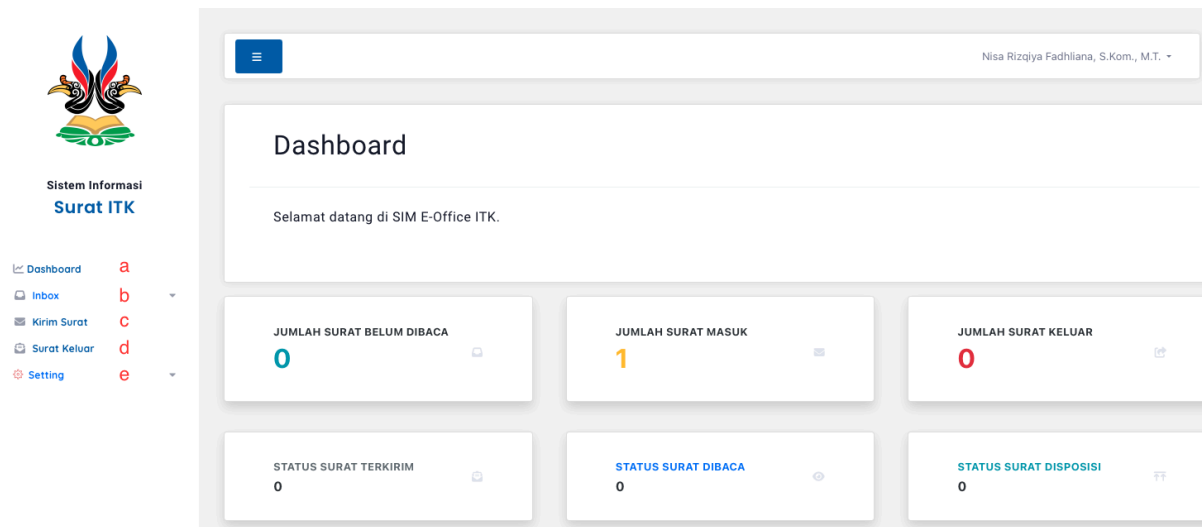 Sistem Informasi
Surat ITK
Dashboard a
Inbox b
Kirim Surat c
Surat Keluar d
Setting e
Nisa Rizqiya Fadhliana, S.Kom., M.T.
Dashboard
Selamat datang di SIM E-Office ITK.
JUMLAH SURAT BELUM DIBACA
0
JUMLAH SURAT MASUK
1
JUMLAH SURAT KELUAR
0
STATUS SURAT TERKIRIM
0
STATUS SURAT DIBACA
0
STATUS SURAT DISPOSISI
0